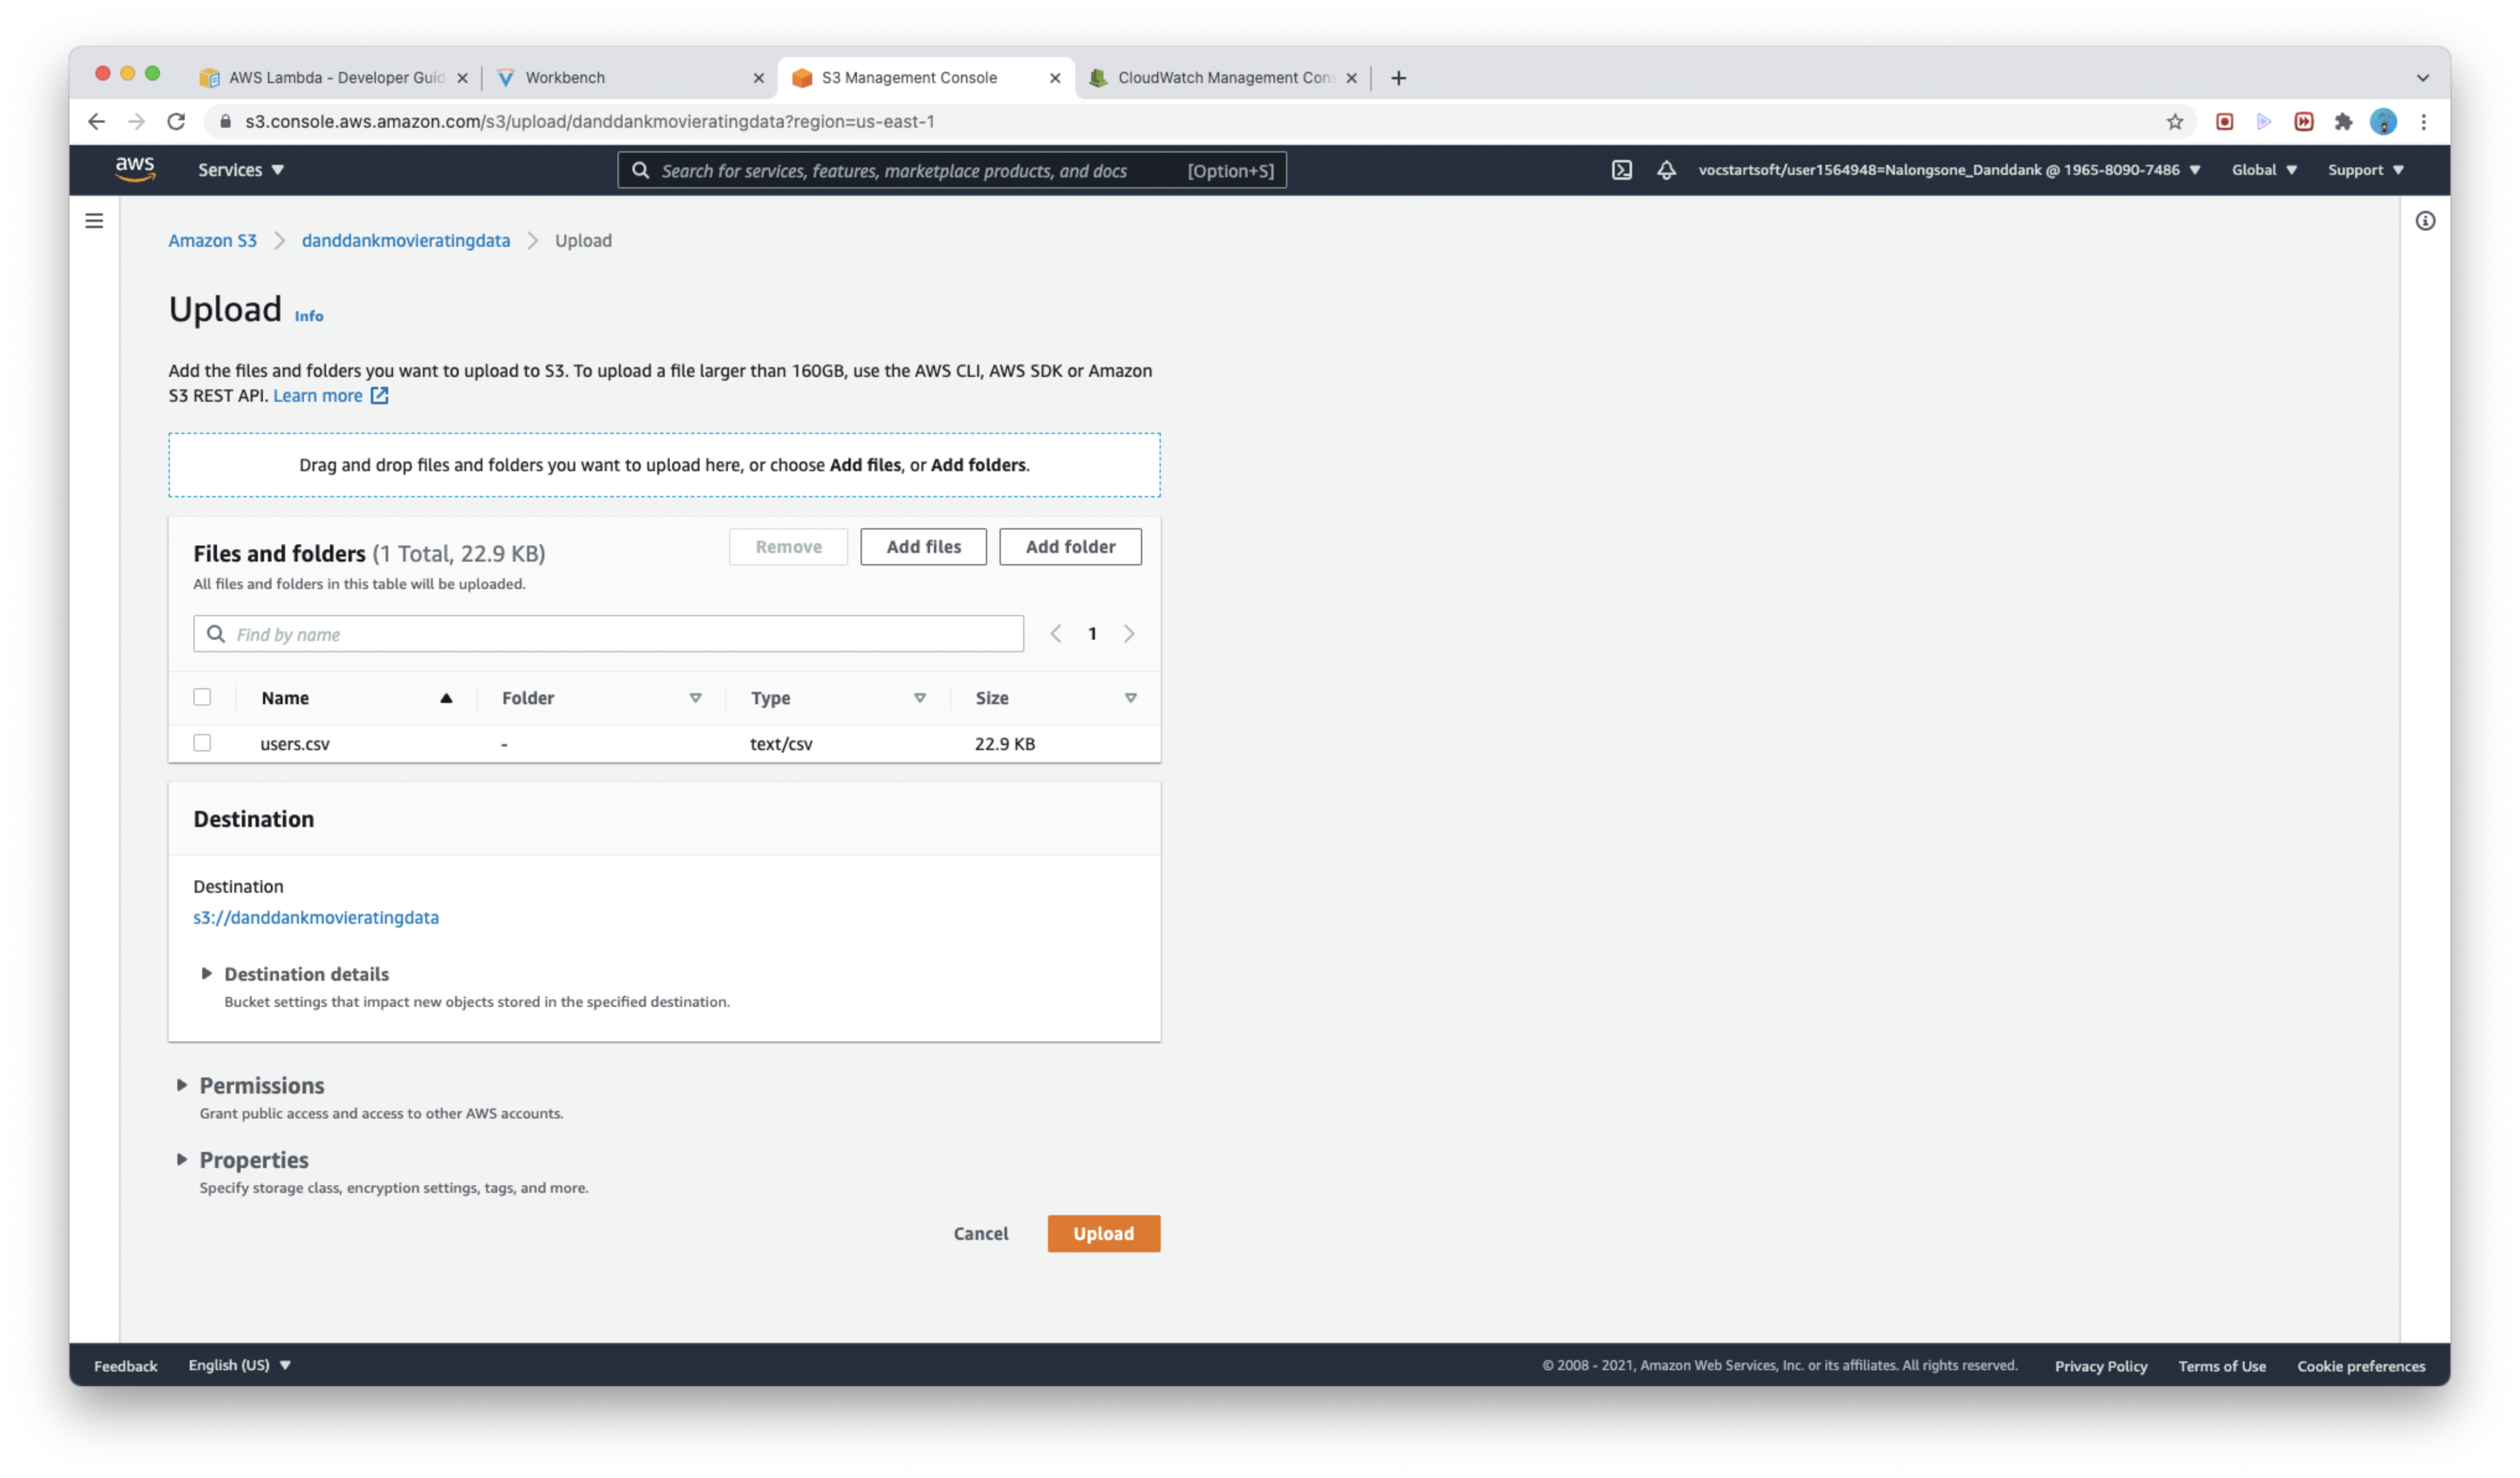 AWS Lambda - Developer Guid
Workbench
S3 Management Console
CloudWatch Management Con
s3.console.aws.amazon.com/s3/upload/danddankmovieratingdata?region=us-east-1
aws
Services
Search for services, features, marketplace products, and docs
[Option+S]
vocstartsoft/user1564948=Nalongsone_Danddank @ 1965-8090-7486
Global
Support
Amazon S3
danddankmovieratingdata
Upload
Upload Info
Add the files and folders you want to upload to S3. To upload a file larger than 160GB, use the AWS CLI, AWS SDK or Amazon
S3 REST API. Learn more
Drag and drop files and folders you want to upload here, or choose Add files, or Add folders.
Files and folders (1 Total, 22.9 KB)
Remove
Add files
Add folder
All files and folders in this table will be uploaded.
Find by name
1
Name Folder Type Size
users.csv - text/csv 22.9 KB
Destination
Destination
s3://danddankmovieratingdata
Destination details
Bucket settings that impact new objects stored in the specified destination.
Permissions
Grant public access and access to other AWS accounts.
Properties
Specify storage class, encryption settings, tags, and more.
Cancel
Upload
Feedback
English (US)
© 2008 - 2021, Amazon Web Services, Inc. or its affiliates. All rights reserved.
Privacy Policy
Terms of Use
Cookie preferences